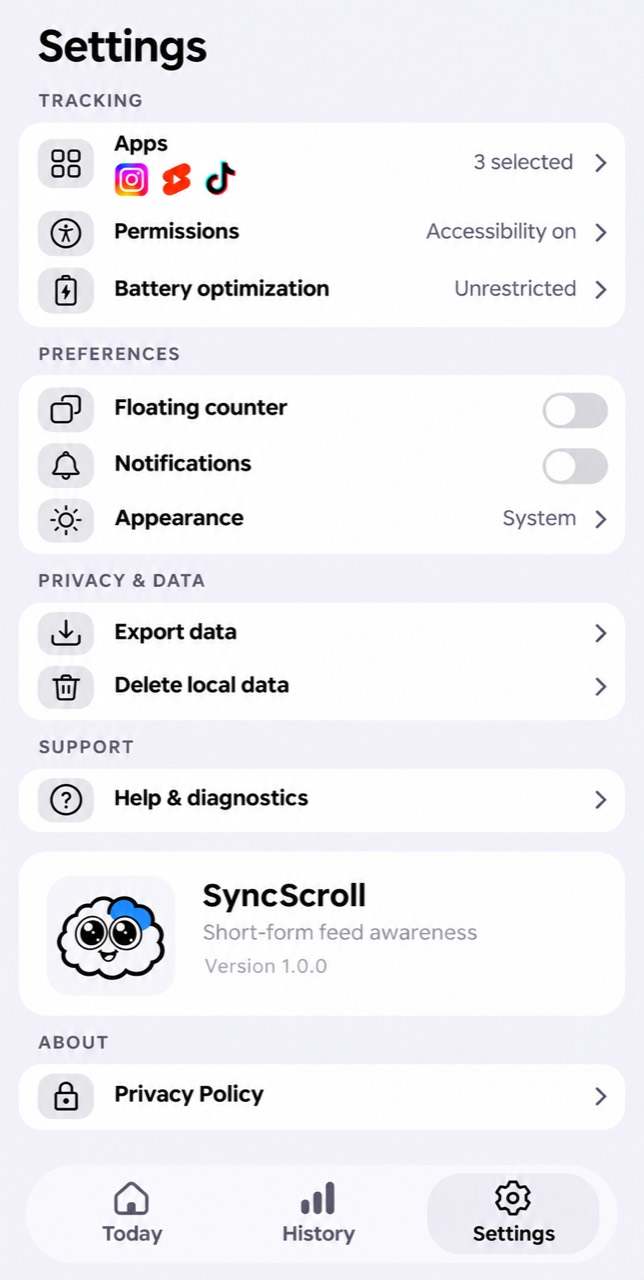 Settings
TRACKING
Apps
3 selected
Permissions
Accessibility on
Battery optimization
Unrestricted
PREFERENCES
Floating counter
Notifications
Appearance
System
PRIVACY & DATA
Export data
Delete local data
SUPPORT
Help & diagnostics
SyncScroll
Short-form feed awareness
Version 1.0.0
ABOUT
Privacy Policy
Today
History
Settings